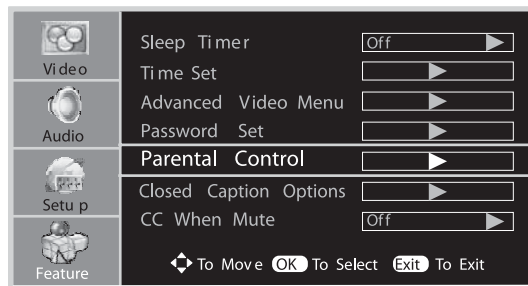 Video
Audio
Setup
Feature
Sleep Timer Off
Time Set
Advanced Video Menu
Password Set
Parental Control
Closed Caption Options
CC When Mute Off
To Move OK To Select Exit To Exit